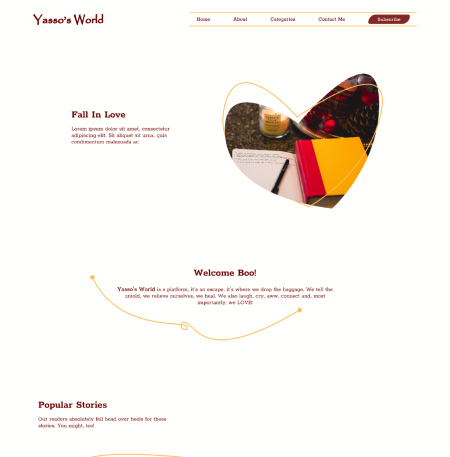 Yasso's World
Home About Categories Contact Me Subscribe
Fall In Love
Lorem ipsum dolor sit amet, consectetur
adipiscing elit. Sit aliquet sit urna, quis
condimentum malesuada ac.
Welcome Boo!
Yasso's World is a platform, it's an escape, it's where we drop the baggage. We tell the
untold, we relieve ourselves, we heal. We also laugh, cry, aww, connect and, most
importantly, we LOVE!
Popular Stories
Our readers absolutely fell head over heels for these
stories. You might, too!